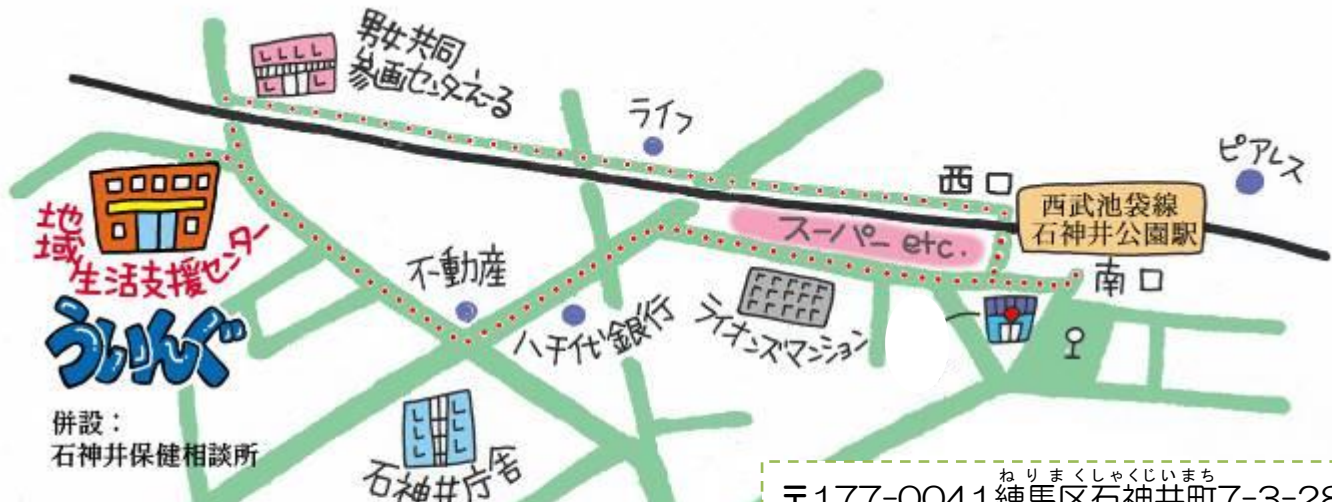 男女共同
参画センターえーる
ライフ
ピアレス
西口
西武池袋線
石神井公園駅
スーパー etc.
南口
地域
生活支援センター
ういんぐ
不動産
八千代銀行
ライオンズマンション
併設：
石神井保健相談所
石神井庁舎
ねりまくしゃくじいまち
〒177-0041練馬区石神井町7-3-28